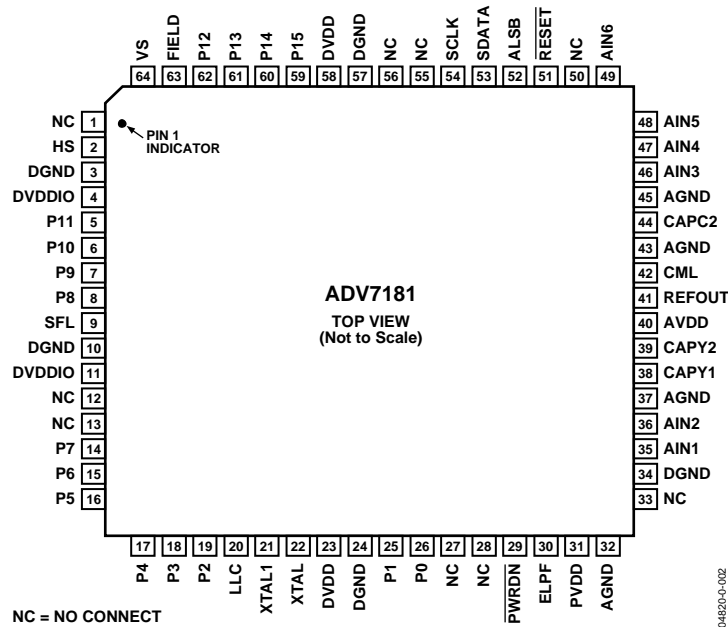 VS FIELD P12 P13 P14 P15 DVDD DGND NC NC SCLK SDATA ALSB RESET NC AIN6
64 63 62 61 60 59 58 57 56 55 54 53 52 51 50 49
NC 1
HS 2
DGND 3
DVDDIO 4
P11 5
P10 6
P9 7
P8 8
SFL 9
DGND 10
DVDDIO 11
NC 12
NC 13
P7 14
P6 15
P5 16
PIN 1
INDICATOR
ADV7181
TOP VIEW
(Not to Scale)
48 AIN5
47 AIN4
46 AIN3
45 AGND
44 CAPC2
43 AGND
42 CML
41 REFOUT
40 AVDD
39 CAPY2
38 CAPY1
37 AGND
36 AIN2
35 AIN1
34 DGND
33 NC
17 18 19 20 21 22 23 24 25 26 27 28 29 30 31 32
P4 P3 P2 LLC XTAL1 XTAL DVDD DGND P1 P0 NC NC PWRDN ELPF PVDD AGND
NC = NO CONNECT
04820-0-002